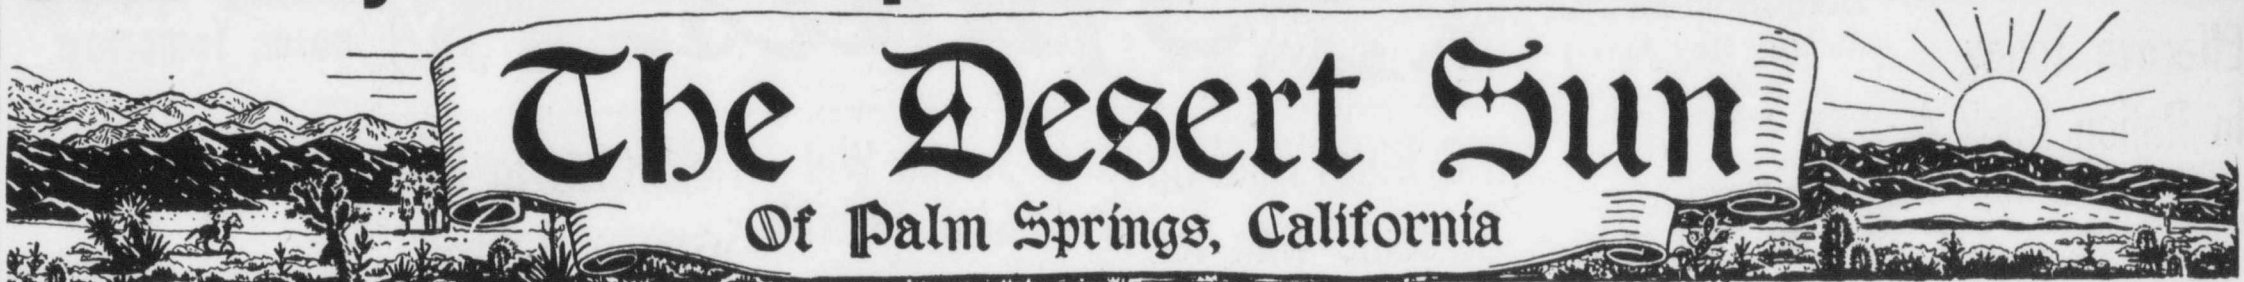 The Desert Sun
Of Palm Springs, California